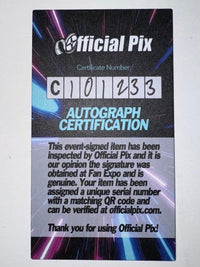 Official Pix
Certificate Number:
C101233
AUTOGRAPH
CERTIFICATION
This event-signed item has been
inspected by Official Pix and it is
our opinion the signature was
obtained at Fan Expo and is
genuine. Your item has been
assigned a unique serial number
with a matching QR code and
can be verified at officialpix.com.
Thank you for using Official Pix!